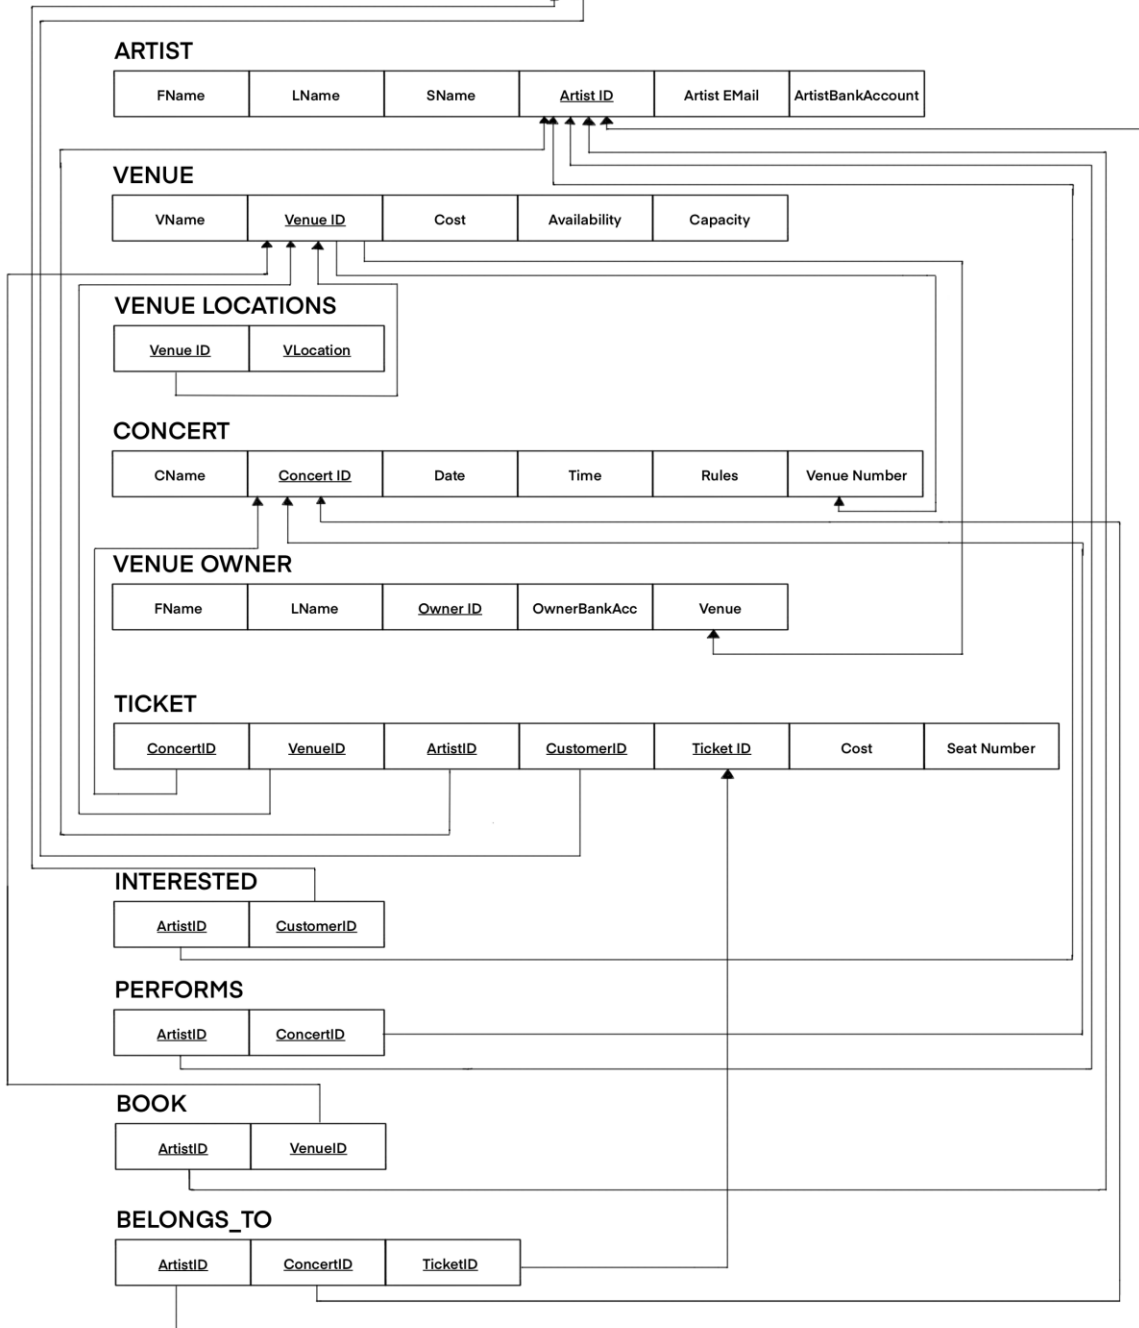 ARTIST
FName LName SName Artist ID Artist EMail ArtistBankAccount
VENUE
VName Venue ID Cost Availability Capacity
VENUE LOCATIONS
Venue ID VLocation
CONCERT
CName Concert ID Date Time Rules Venue Number
VENUE OWNER
FName LName Owner ID OwnerBankAcc Venue
TICKET
ConcertID VenueID ArtistID CustomerID Ticket ID Cost Seat Number
INTERESTED
ArtistID CustomerID
PERFORMS
ArtistID ConcertID
BOOK
ArtistID VenueID
BELONGS_TO
ArtistID ConcertID TicketID